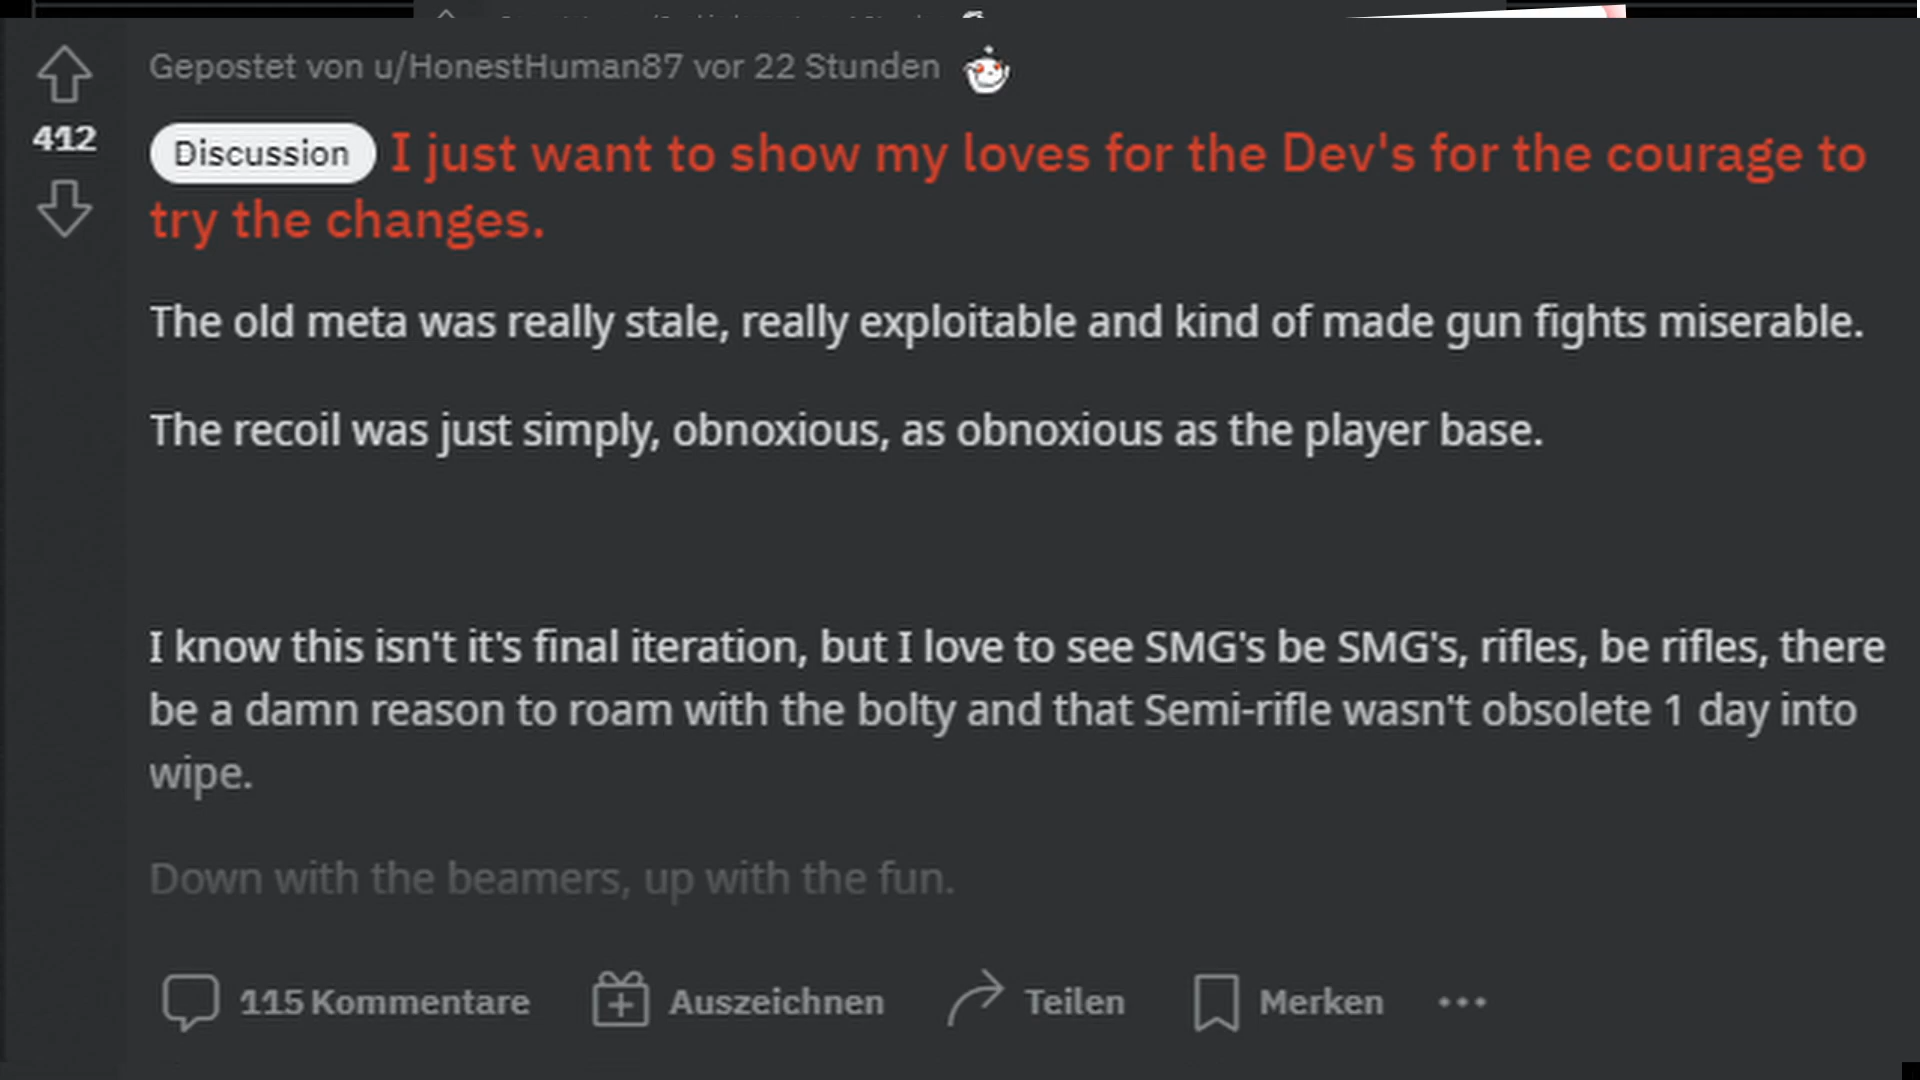 Gepostet von u/HonestHuman87 vor 22 Stunden
412
Discussion I just want to show my loves for the Dev's for the courage to
try the changes.
The old meta was really stale, really exploitable and kind of made gun fights miserable.
The recoil was just simply, obnoxious, as obnoxious as the player base.
I know this isn't it's final iteration, but I love to see SMG's be SMG's, rifles, be rifles, there
be a damn reason to roam with the bolty and that Semi-rifle wasn't obsolete 1 day into
wipe.
Down with the beamers, up with the fun.
115 Kommentare Auszeichnen Teilen Merken